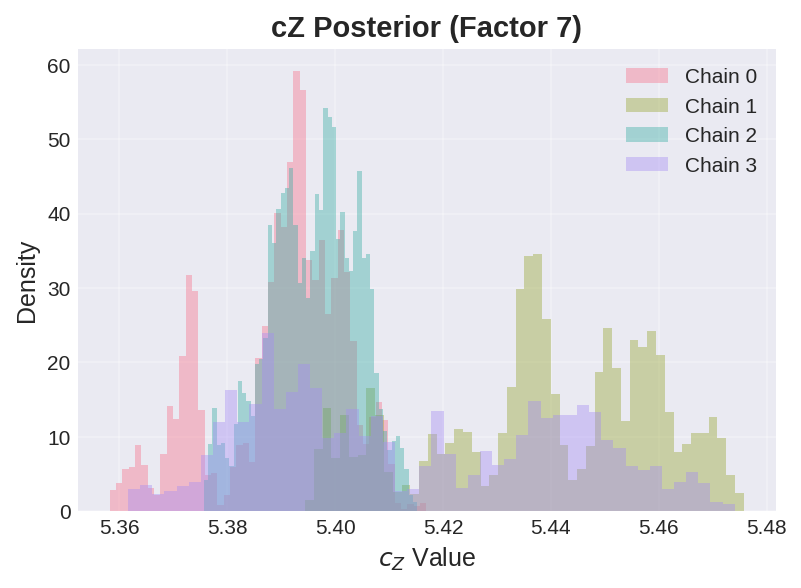 cZ Posterior (Factor 7)
Chain 0
Chain 1
Chain 2
Chain 3
60
50
40
30
20
10
0
Density
5.36 5.38 5.40 5.42 5.44 5.46 5.48
c_Z Value